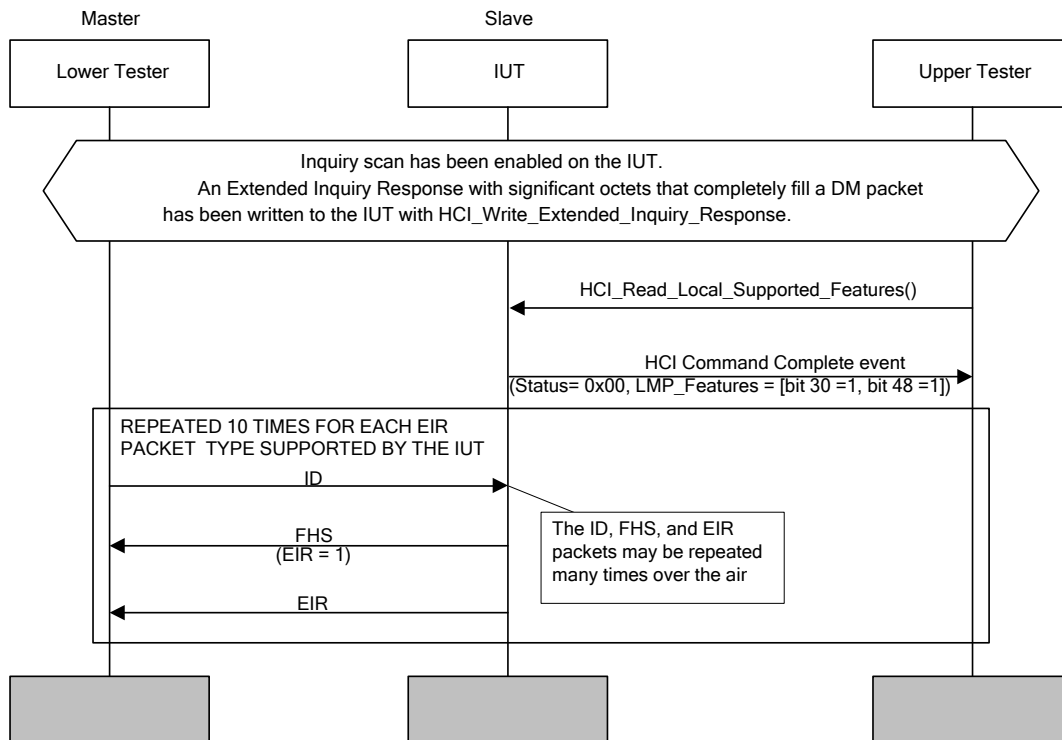 Master
Slave
Lower Tester
IUT
Upper Tester
Inquiry scan has been enabled on the IUT.
An Extended Inquiry Response with significant octets that completely fill a DM packet
has been written to the IUT with HCI_Write_Extended_Inquiry_Response.
HCI_Read_Local_Supported_Features()
HCI Command Complete event
(Status= 0x00, LMP_Features = [bit 30 =1, bit 48 =1])
REPEATED 10 TIMES FOR EACH EIR
PACKET TYPE SUPPORTED BY THE IUT
ID
The ID, FHS, and EIR
packets may be repeated
many times over the air
FHS
(EIR = 1)
EIR